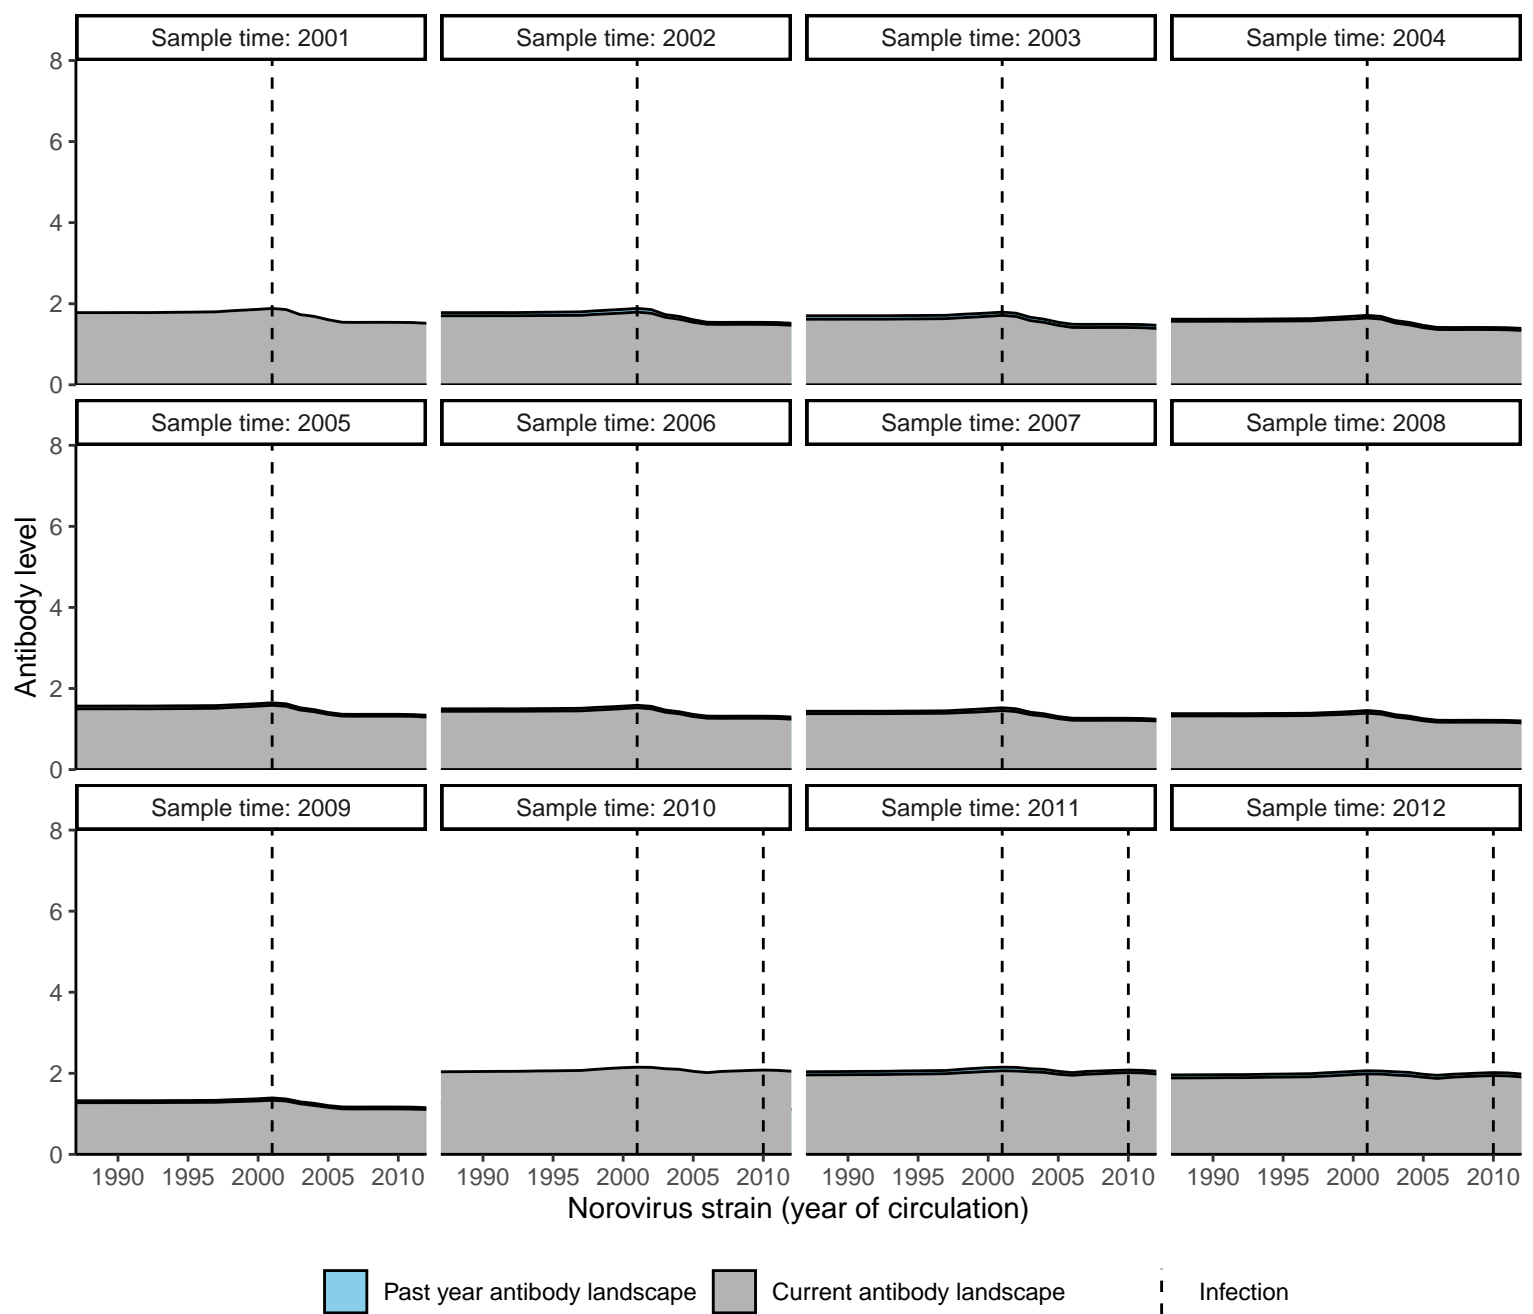 Sample time: 2001 Sample time: 2002 Sample time: 2003 Sample time: 2004
8
6
4
2
0
Sample time: 2005 Sample time: 2006 Sample time: 2007 Sample time: 2008
8
6
4
2
0
Sample time: 2009 Sample time: 2010 Sample time: 2011 Sample time: 2012
8
6
4
2
0
Antibody level
1990 1995 2000 2005 2010 1990 1995 2000 2005 2010 1990 1995 2000 2005 2010 1990 1995 2000 2005 2010
Norovirus strain (year of circulation)
Past year antibody landscape Current antibody landscape Infection